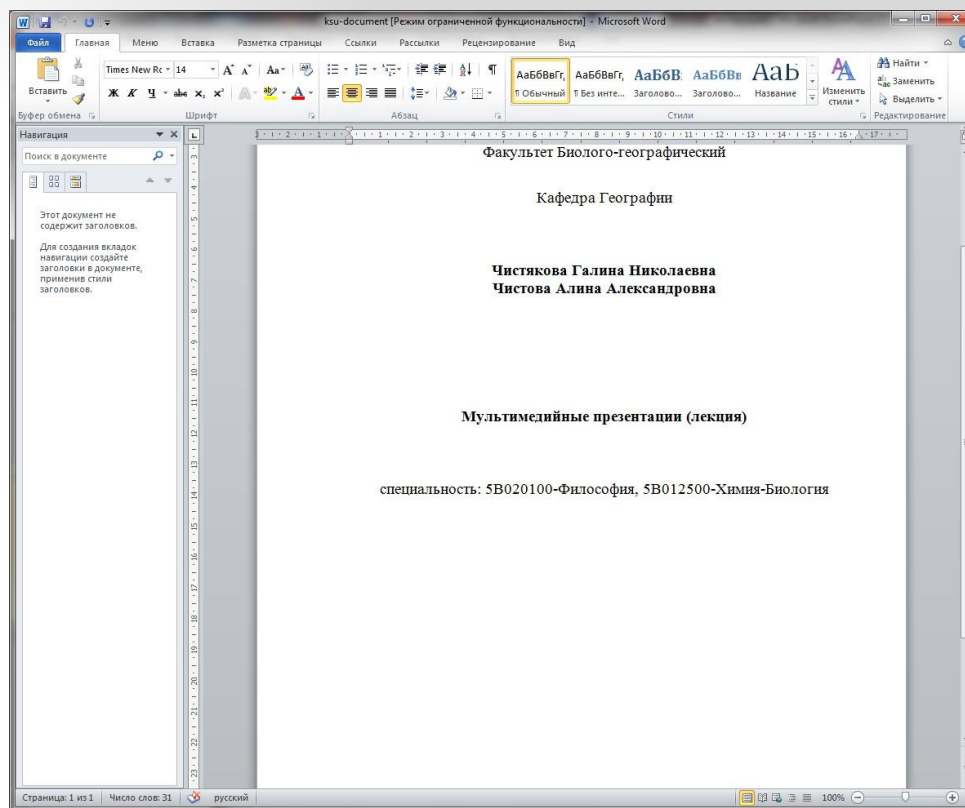 ksu-document [Режим ограниченной функциональности] - Microsoft Word
Файл Главная Меню Вставка Разметка страницы Ссылки Рассылки Рецензирование Вид
Вставить
Times New Rc 14
Ж К Ч abc x, x²
Буфер обмена Шрифт Абзац Стили Редактирование
АаБбВвГг, АаБбВвГг, АаБбВ АаБбВв АаЬ
¶ Обычный ¶ Без инте... Заголово... Заголово... Название
Изменить стили
Найти
Заменить
Выделить
Навигация
Поиск в документе
Этот документ не
содержит заголовков.
Для создания вкладок
навигации создайте
заголовки в документе,
применив стили
заголовков.
Факультет Биолого-географический
Кафедра Географии
Чистякова Галина Николаевна
Чистова Алина Александровна
Мультимедийные презентации (лекция)
специальность: 5В020100-Философия, 5В012500-Химия-Биология
Страница: 1 из 1 Число слов: 31 русский 100%